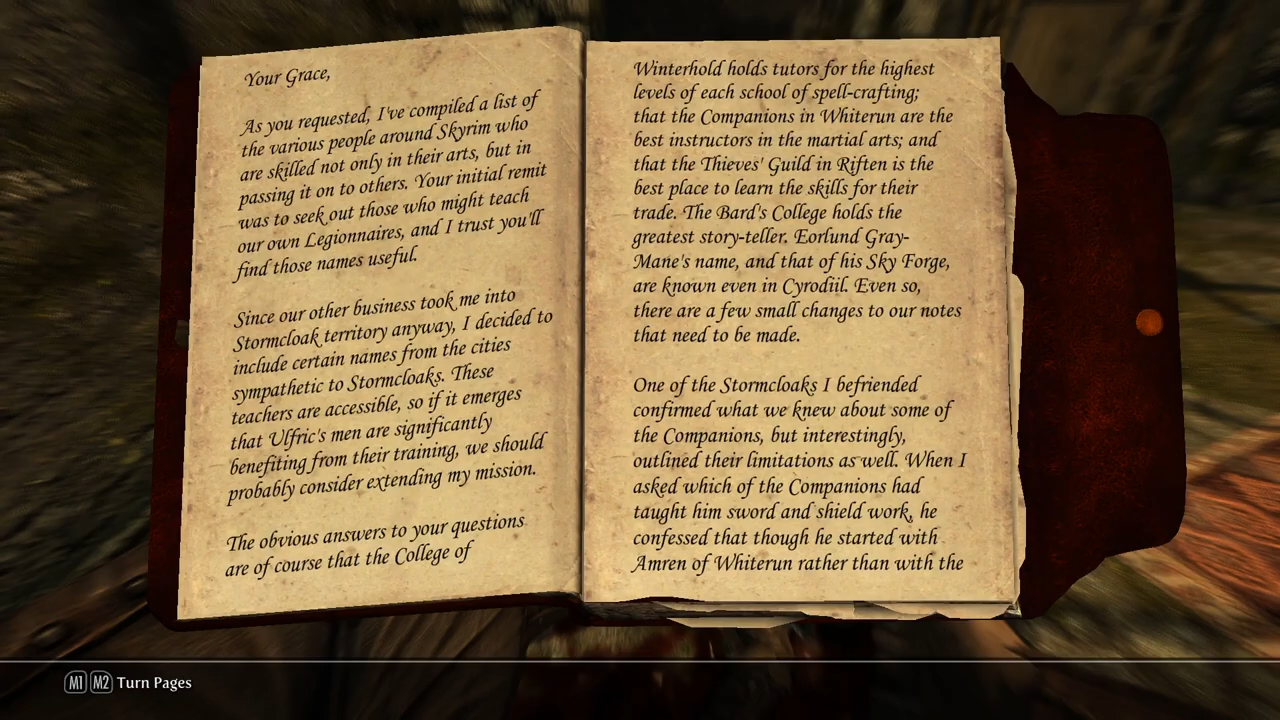 Your Grace,
As you requested, I've compiled a list of
the various people around Skyrim who
are skilled not only in their arts, but in
passing it on to others. Your initial remit
was to seek out those who might teach
our own Legionnaires, and I trust you'll
find those names useful.
Since our other business took me into
Stormcloak territory anyway, I decided to
include certain names from the cities
sympathetic to Stormcloaks. These
teachers are accessible, so if it emerges
that Ulfric's men are significantly
benefiting from their training, we should
probably consider extending my mission.
The obvious answers to your questions
are of course that the College of
Winterhold holds tutors for the highest
levels of each school of spell-crafting;
that the Companions in Whiterun are the
best instructors in the martial arts; and
that the Thieves' Guild in Riften is the
best place to learn the skills for their
trade. The Bard's College holds the
greatest story-teller. Eorlund Gray-
Mane's name, and that of his Sky Forge,
are known even in Cyrodiil. Even so,
there are a few small changes to our notes
that need to be made.
One of the Stormcloaks I befriended
confirmed what we knew about some of
the Companions, but interestingly,
outlined their limitations as well. When I
asked which of the Companions had
taught him sword and shield work, he
confessed that though he started with
Amren of Whiterun rather than with the
M1 M2 Turn Pages